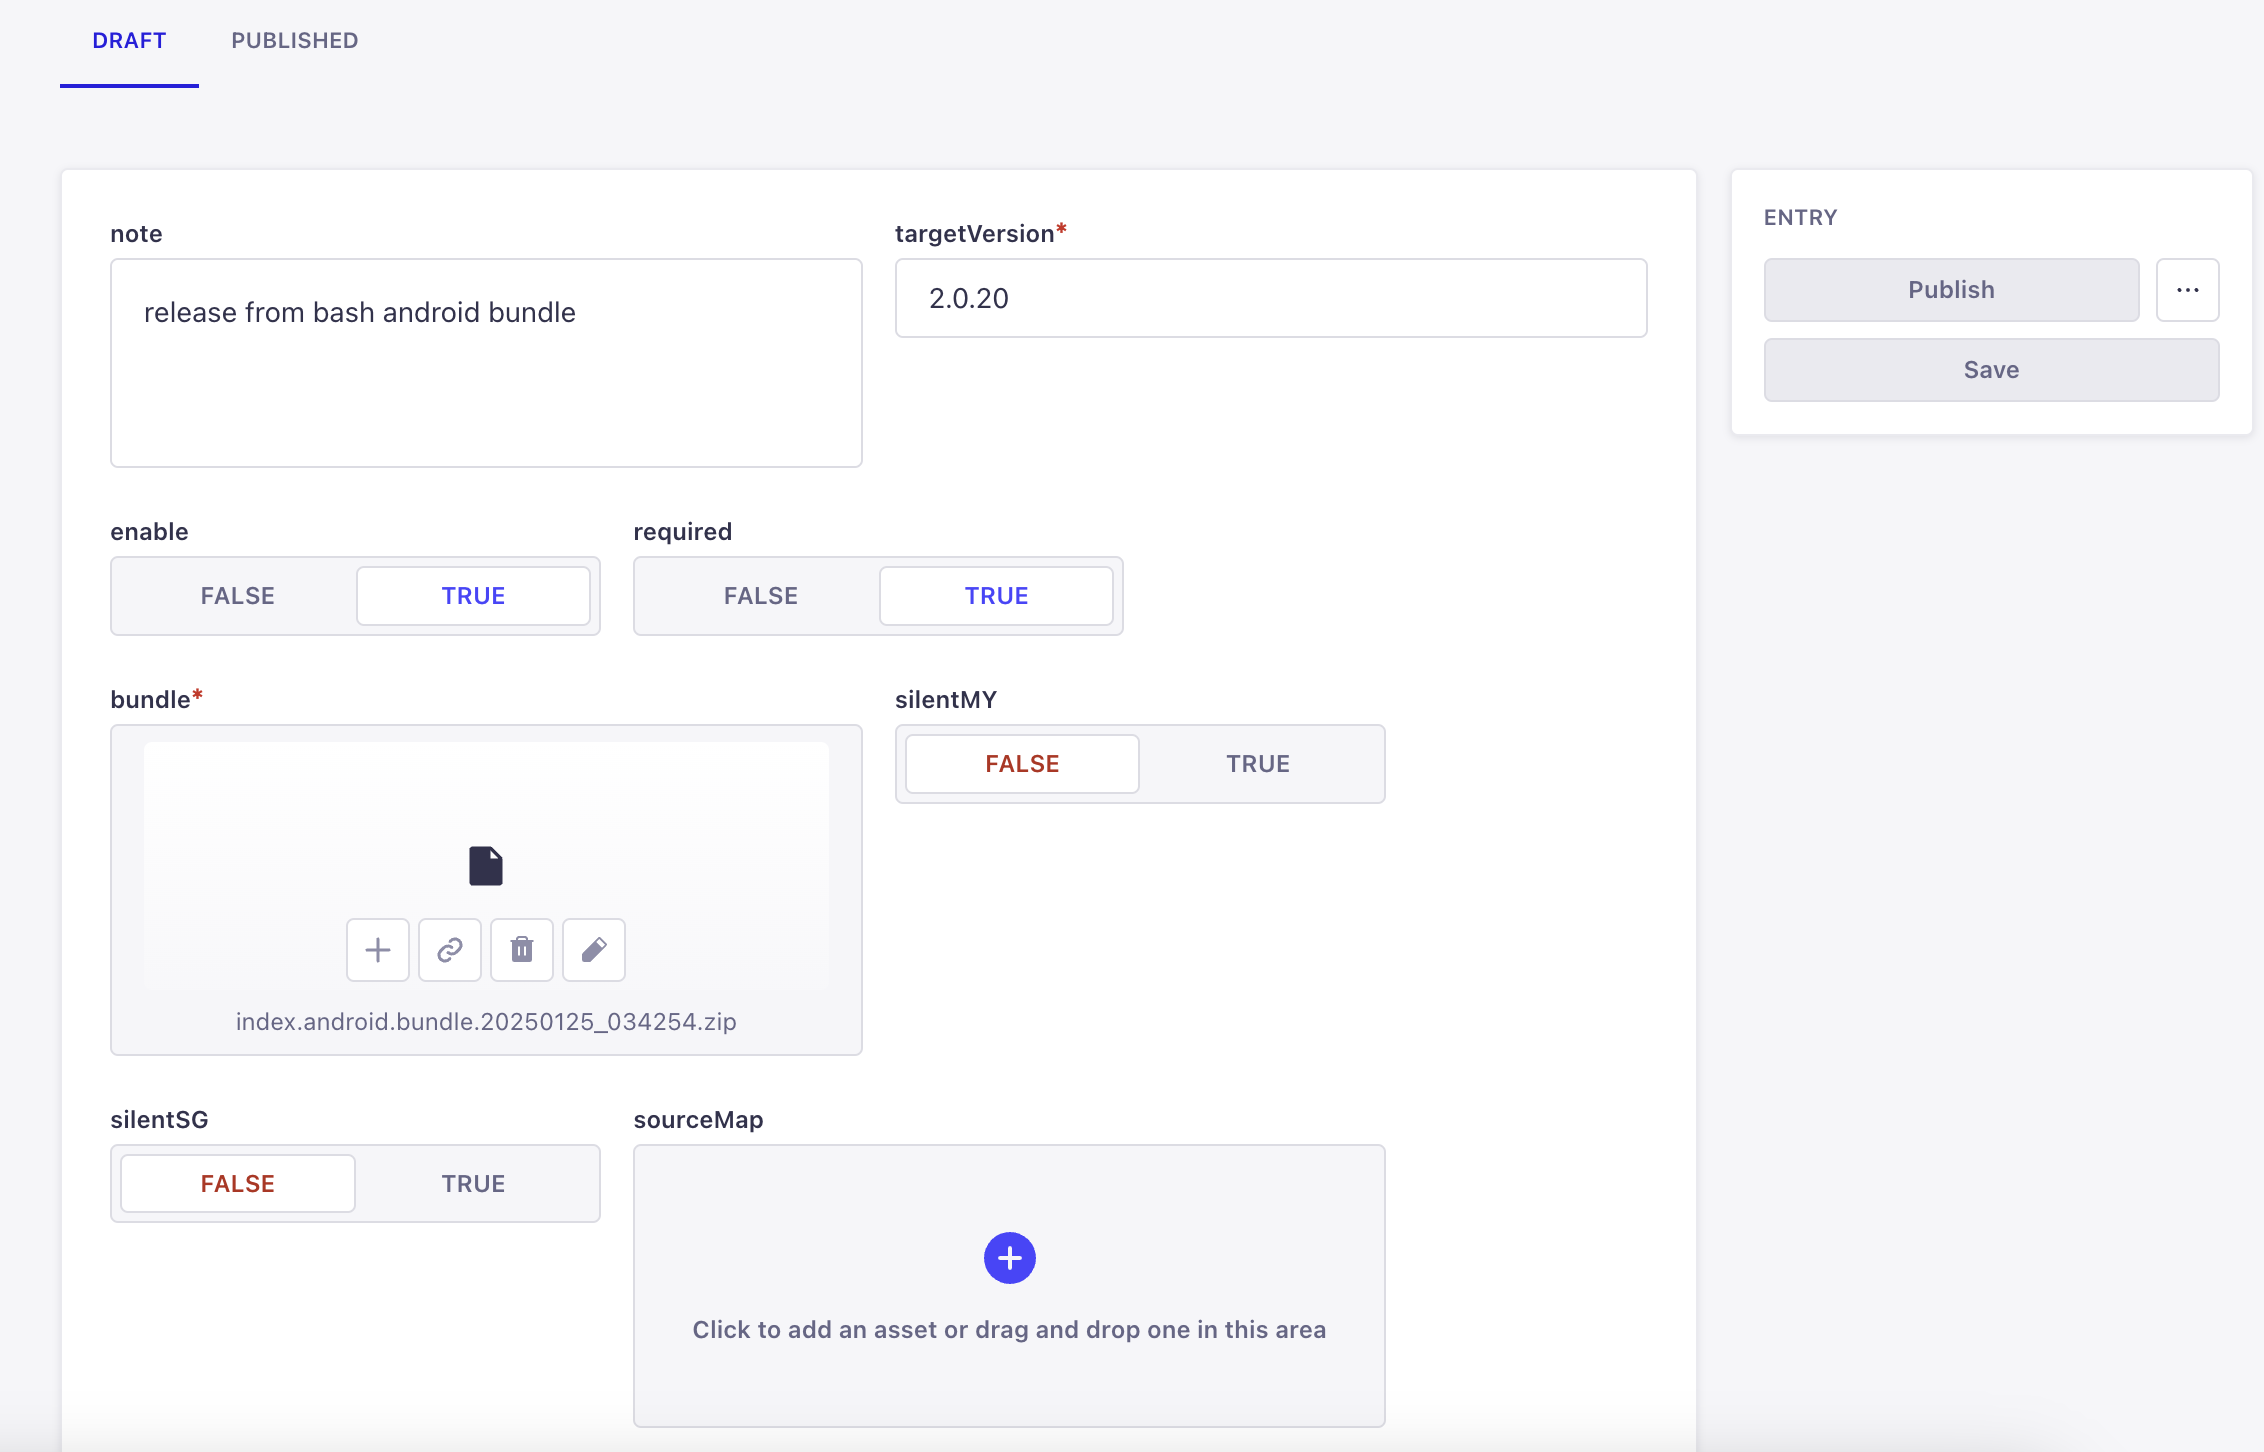 DRAFT
PUBLISHED
note
release from bash android bundle
targetVersion*
2.0.20
ENTRY
Publish
...
Save
enable
FALSE TRUE
required
FALSE TRUE
bundle*
index.android.bundle.20250125_034254.zip
silentMY
FALSE TRUE
silentSG
FALSE TRUE
sourceMap
Click to add an asset or drag and drop one in this area